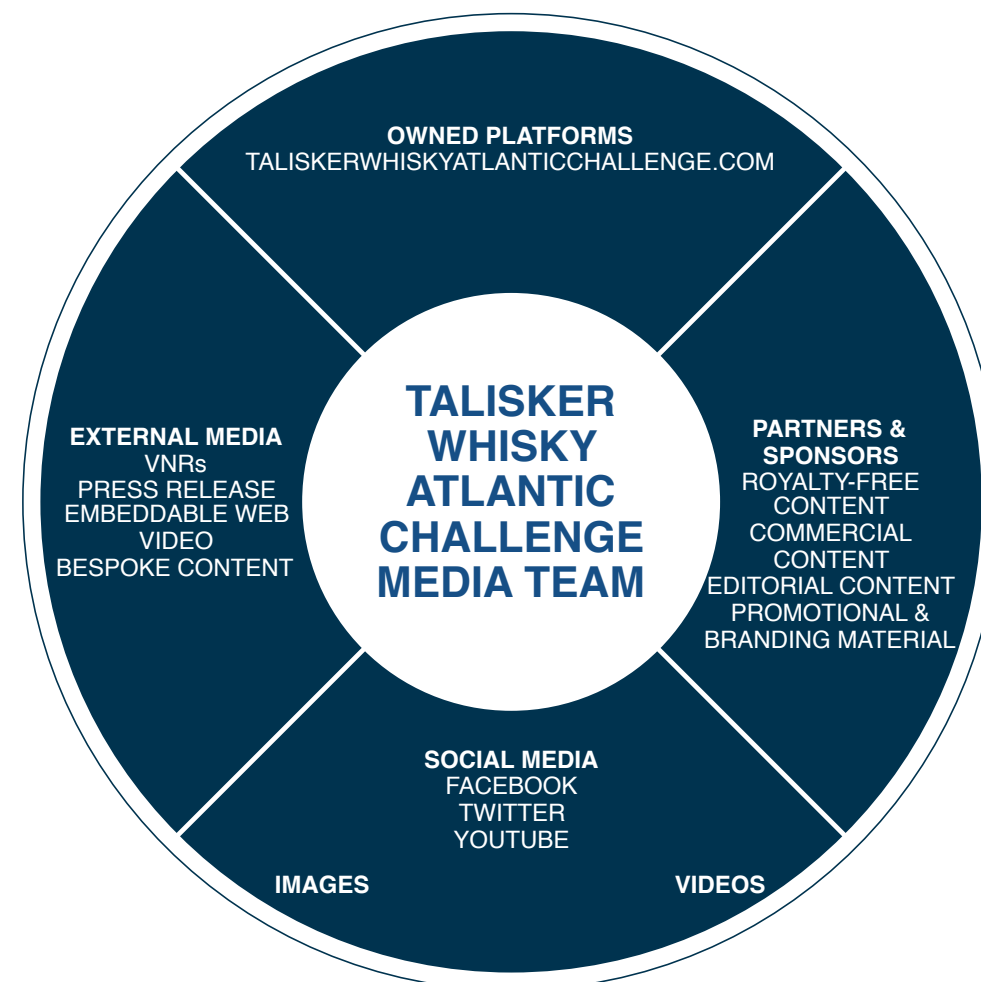 OWNED PLATFORMS
TALISKERWHISKYATLANTICCHALLENGE.COM
EXTERNAL MEDIA
VNRs
PRESS RELEASE
EMBEDDABLE WEB
VIDEO
BESPOKE CONTENT
TALISKER
WHISKY
ATLANTIC
CHALLENGE
MEDIA TEAM
PARTNERS &
SPONSORS
ROYALTY-FREE
CONTENT
COMMERCIAL
CONTENT
EDITORIAL CONTENT
PROMOTIONAL &
BRANDING MATERIAL
SOCIAL MEDIA
FACEBOOK
TWITTER
YOUTUBE
IMAGES
VIDEOS